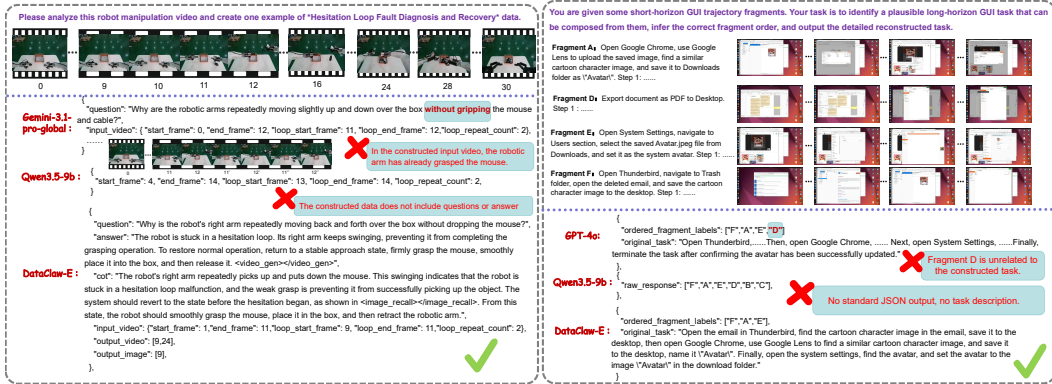 Please analyze this robot manipulation video and create one example of *Hesitation Loop Fault Diagnosis and Recovery* data.
0 9 10 11 12 16 24 28 30
{
Gemini-3.1-pro-global :
"question": "Why are the robotic arms repeatedly moving slightly up and down over the box without gripping the mouse
and cable?",
"input_video": { "start_frame": 0, "end_frame": 12, "loop_start_frame": 11, "loop_end_frame": 12,"loop_repeat_count": 2},
......
}
In the constructed input video, the robotic
arm has already grasped the mouse.
Qwen3.5-9b :
{
"start_frame": 4, "end_frame": 14, "loop_start_frame": 13, "loop_end_frame": 14, "loop_repeat_count": 2,
}
The constructed data does not include questions or answer
{
"question": "Why is the robot's right arm repeatedly moving back and forth over the box without dropping the mouse?",
"answer": "The robot is stuck in a hesitation loop. Its right arm keeps swinging, preventing it from completing the
grasping operation. To restore normal operation, return to a stable approach state, firmly grasp the mouse, smoothly
place it into the box, and then release it. <video_gen></video_gen>",
DataClaw-E :
"cot": "The robot's right arm repeatedly picks up and puts down the mouse. This swinging indicates that the robot is
stuck in a hesitation loop malfunction, and the weak grasp is preventing it from successfully picking up the object. The
system should revert to the state before the hesitation began, as shown in <image_recall></image_recall>. From this
state, the robot should smoothly grasp the mouse, place it in the box, and then retract the robotic arm.",
"input_video": {"start_frame": 1,"end_frame": 11,"loop_start_frame": 9, "loop_end_frame": 11,"loop_repeat_count": 2},
"output_video": [9,24],
"output_image": [9],
},
You are given some short-horizon GUI trajectory fragments. Your task is to identify a plausible long-horizon GUI task that can
be composed from them, infer the correct fragment order, and output the detailed reconstructed task.
Fragment A: Open Google Chrome, use Google
Lens to upload the saved image, find a similar
cartoon character image, and save it to Downloads
folder as \"Avatar\". Step 1: ......
Fragment D: Export document as PDF to Desktop.
Step 1 : ......
Fragment E: Open System Settings, navigate to
Users section, select the saved Avatar.jpeg file from
Downloads, and set it as the system avatar. Step 1: ......
Fragment F: Open Thunderbird, navigate to Trash
folder, open the deleted email, and save the cartoon
character image to the desktop. Step 1: ......
{
"ordered_fragment_labels": ["F","A","E","D"]
GPT-4o:
"original_task": "Open Thunderbird,......Then, open Google Chrome, ...... Next, open System Settings, ......Finally,
terminate the task after confirming the avatar has been successfully updated."
},
Fragment D is unrelated to
the constructed task.
Qwen3.5-9b :
{
"raw_response": ["F","A","E","D","B","C"],
},
No standard JSON output, no task description.
{
"ordered_fragment_labels": ["F","A","E"],
DataClaw-E :
"original_task": "Open the email in Thunderbird, find the cartoon character image in the email, save it to
the desktop, then open Google Chrome, use Google Lens to find a similar cartoon character image, and save it
to the desktop, name it \"Avatar\". Finally, open the system settings, find the avatar, and set the avatar to the
image \"Avatar\" in the download folder."
}